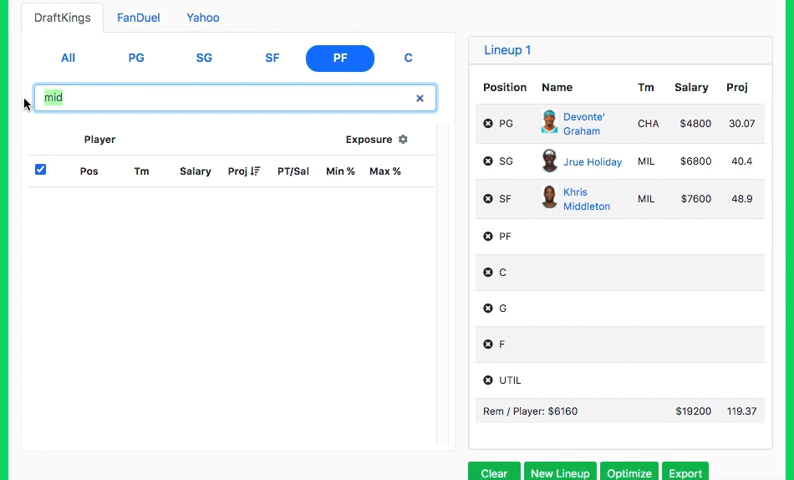 DraftKings FanDuel Yahoo
All PG SG SF PF C
mid
Player Exposure
Pos Tm Salary Proj PT/Sal Min % Max %
Lineup 1
Position Name Tm Salary Proj
PG Devonte' Graham CHA $4800 30.07
SG Jrue Holiday MIL $6800 40.4
SF Khris Middleton MIL $7600 48.9
PF
C
G
F
UTIL
Rem / Player: $6160 $19200 119.37
Clear New Lineup Optimize Export